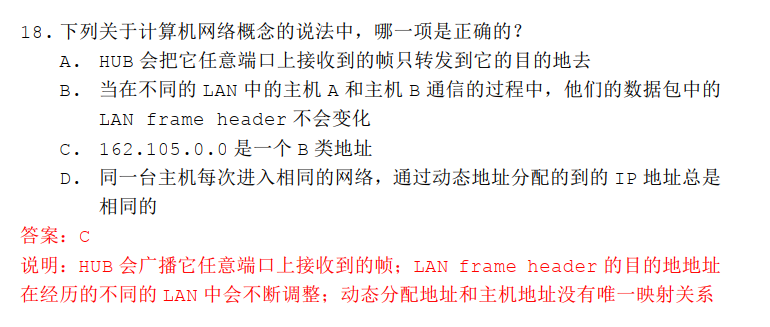 18. 下列关于计算机网络概念的说法中，哪一项是正确的？
A. HUB 会把它任意端口上接收到的帧只转发到它的目的地去
B. 当在不同的 LAN 中的主机 A 和主机 B 通信的过程中，他们的数据包中的
LAN frame header 不会变化
C. 162.105.0.0 是一个 B 类地址
D. 同一台主机每次进入相同的网络，通过动态地址分配的到的 IP 地址总是
相同的
答案：C
说明：HUB 会广播它任意端口上接收到的帧；LAN frame header 的目的地地址
在经历的不同的 LAN 中会不断调整；动态分配地址和主机地址没有唯一映射关系